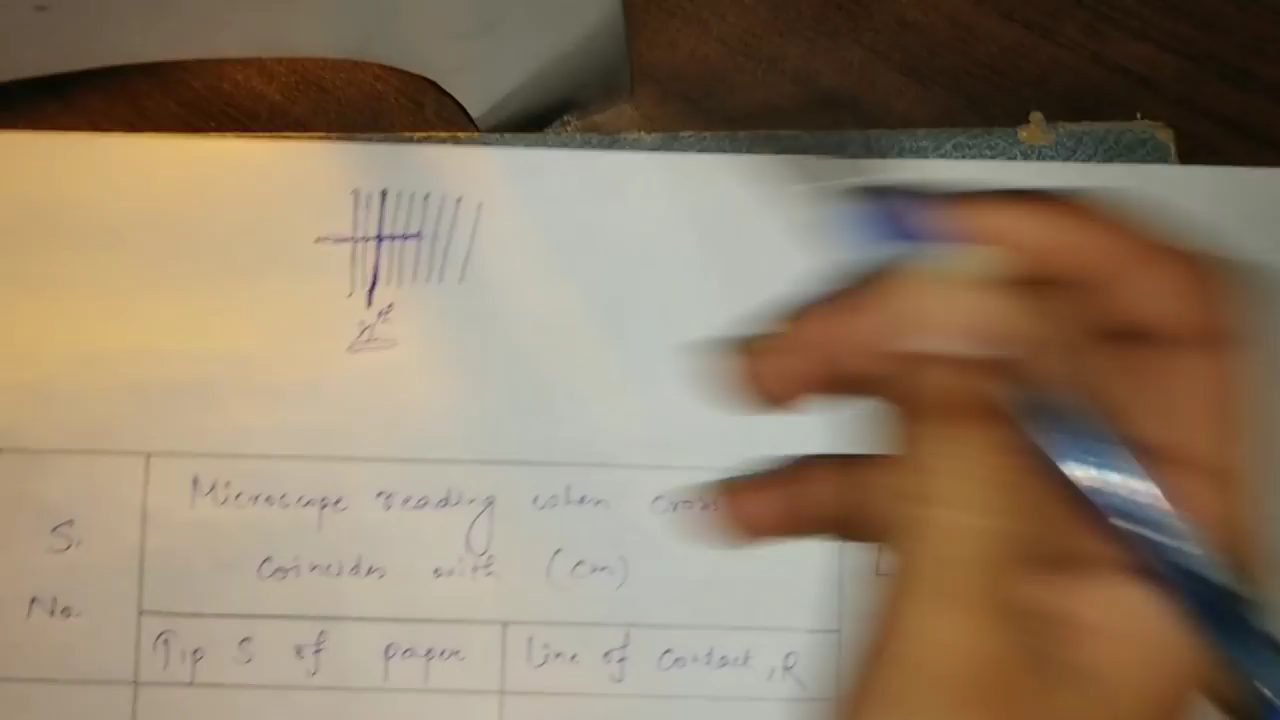 Microscope reading when cross
coincides with (cm)
S.
No.
Tip S of paper
line of contact, R